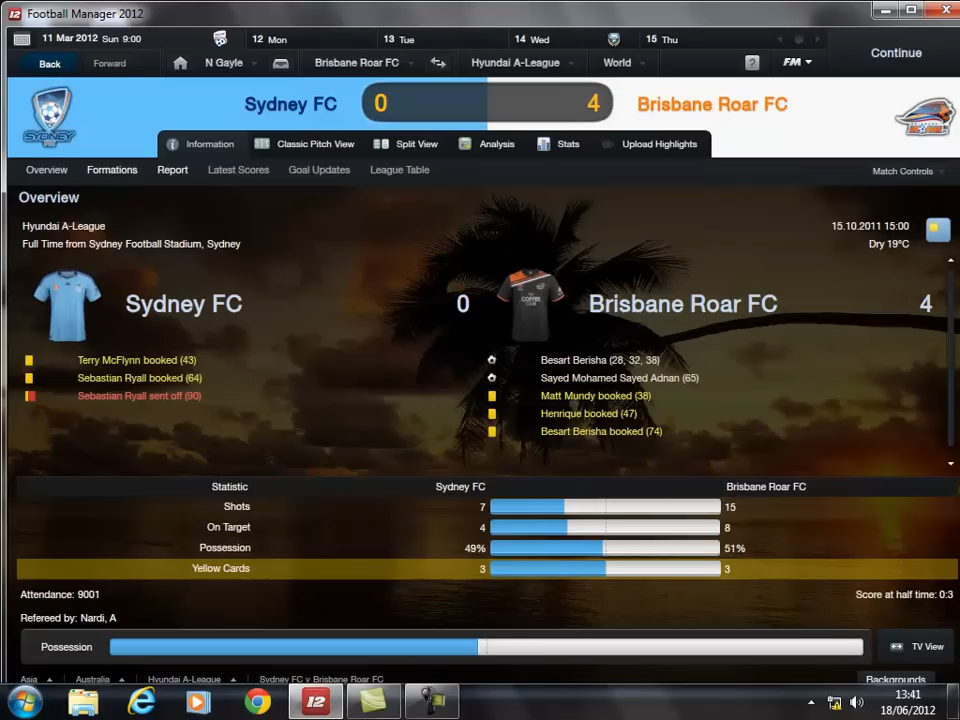 12 Football Manager 2012
11 Mar 2012 Sun 9:00
12 Mon
13 Tue
14 Wed
15 Thu
Continue
Back
Forward
N Gayle
Brisbane Roar FC
Hyundai A-League
World
?
FM
SYDNEY
Sydney FC
0
4
Brisbane Roar FC
Information
Classic Pitch View
Split View
Analysis
Stats
Upload Highlights
Overview
Formations
Report
Latest Scores
Goal Updates
League Table
Match Controls
Overview
Hyundai A-League
15.10.2011 15:00
Full Time from Sydney Football Stadium, Sydney
Dry 19°C
Sydney FC
0
COFFEE
CLUB
Brisbane Roar FC
4
Terry McFlynn booked (43)
Sebastian Ryall booked (64)
Sebastian Ryall sent off (90)
Besart Berisha (28, 32, 38)
Sayed Mohamed Sayed Adnan (65)
Matt Mundy booked (38)
Henrique booked (47)
Besart Berisha booked (74)
Statistic
Sydney FC
Brisbane Roar FC
Shots
7
15
On Target
4
8
Possession
49%
51%
Yellow Cards
3
3
Attendance: 9001
Score at half time: 0:3
Refereed by: Nardi, A
Possession
TV View
Asia
Australia
Hyundai A-League
Sydney FC v Brisbane Roar FC
Backgrounds
12
13:41
18/06/2012